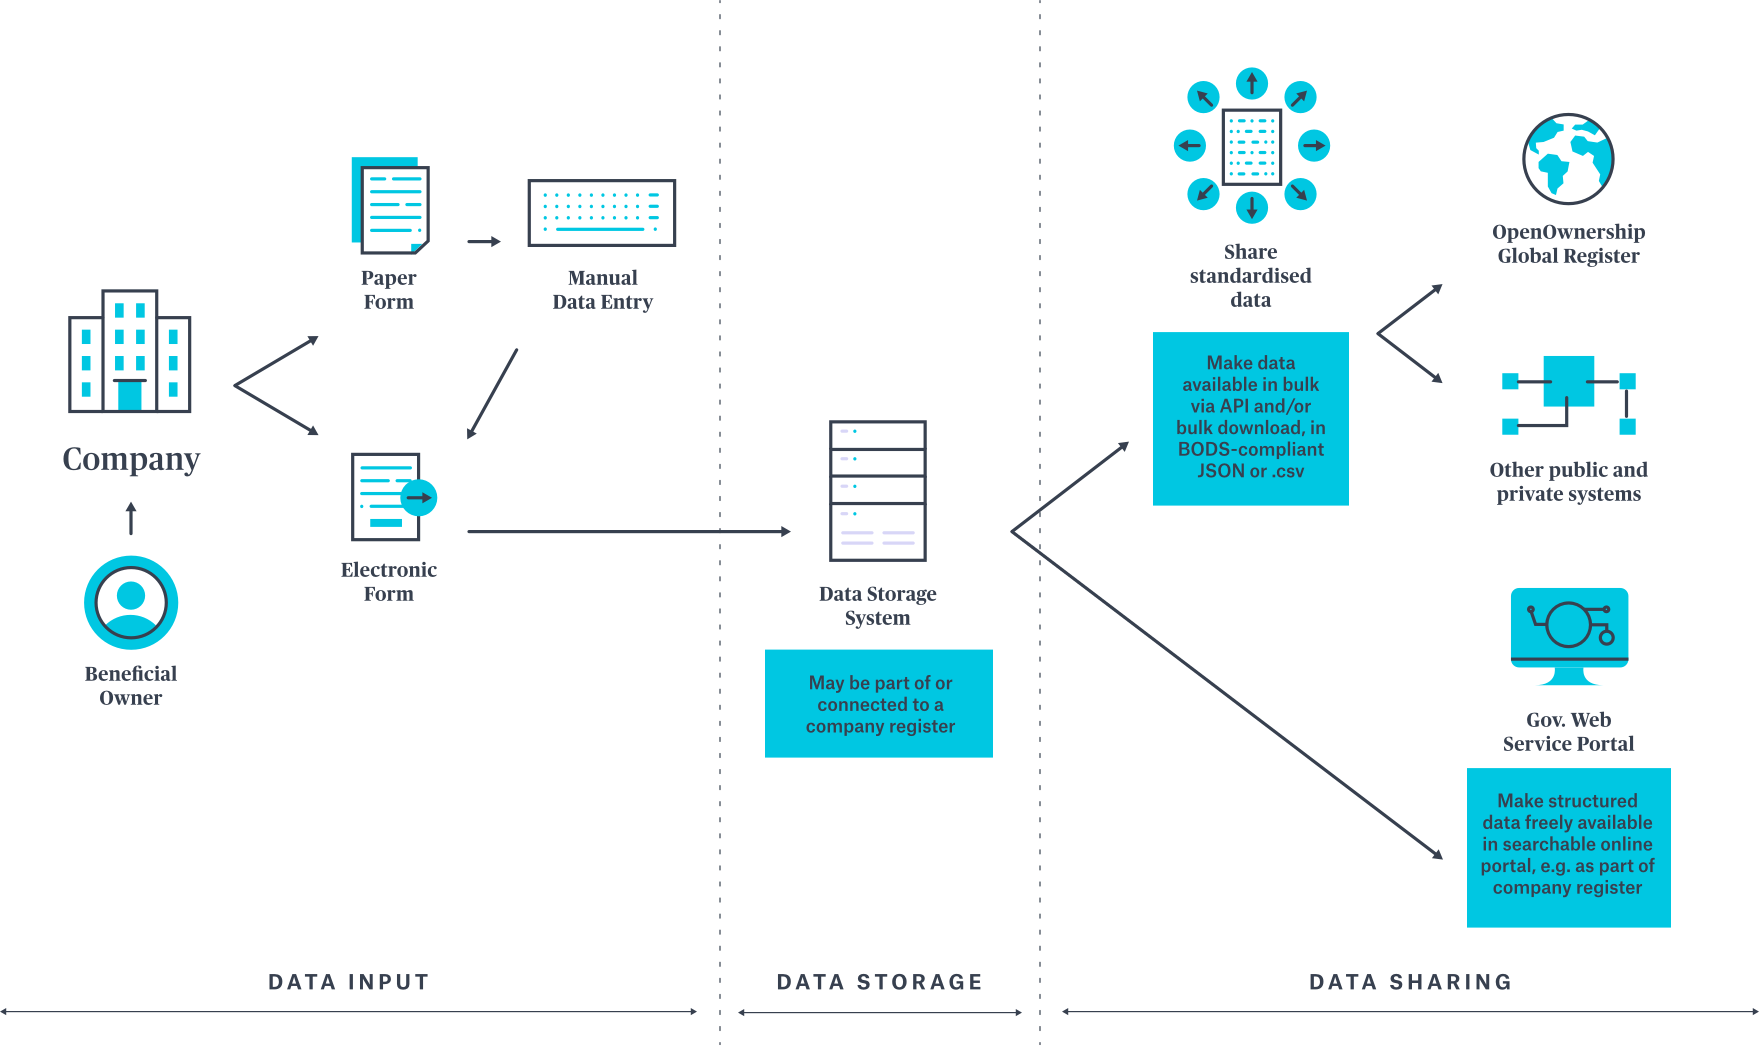 Paper
Form
Manual
Data Entry
Company
Beneficial
Owner
Electronic
Form
Data Storage
System
May be part of or
connected to a
company register
Share
standardised
data
Make data
available in bulk
via API and/or
bulk download, in
BODS-compliant
JSON or .csv
OpenOwnership
Global Register
Other public and
private systems
Gov. Web
Service Portal
Make structured
data freely available
in searchable online
portal, e.g. as part of
company register
DATA INPUT
DATA STORAGE
DATA SHARING